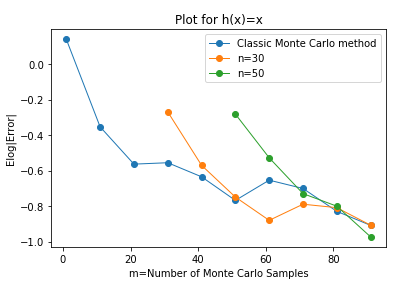 Plot for h(x)=x
Classic Monte Carlo method
n=30
n=50
Elog|Error|
0.0
−0.2
−0.4
−0.6
−0.8
−1.0
0
20
40
60
80
m=Number of Monte Carlo Samples